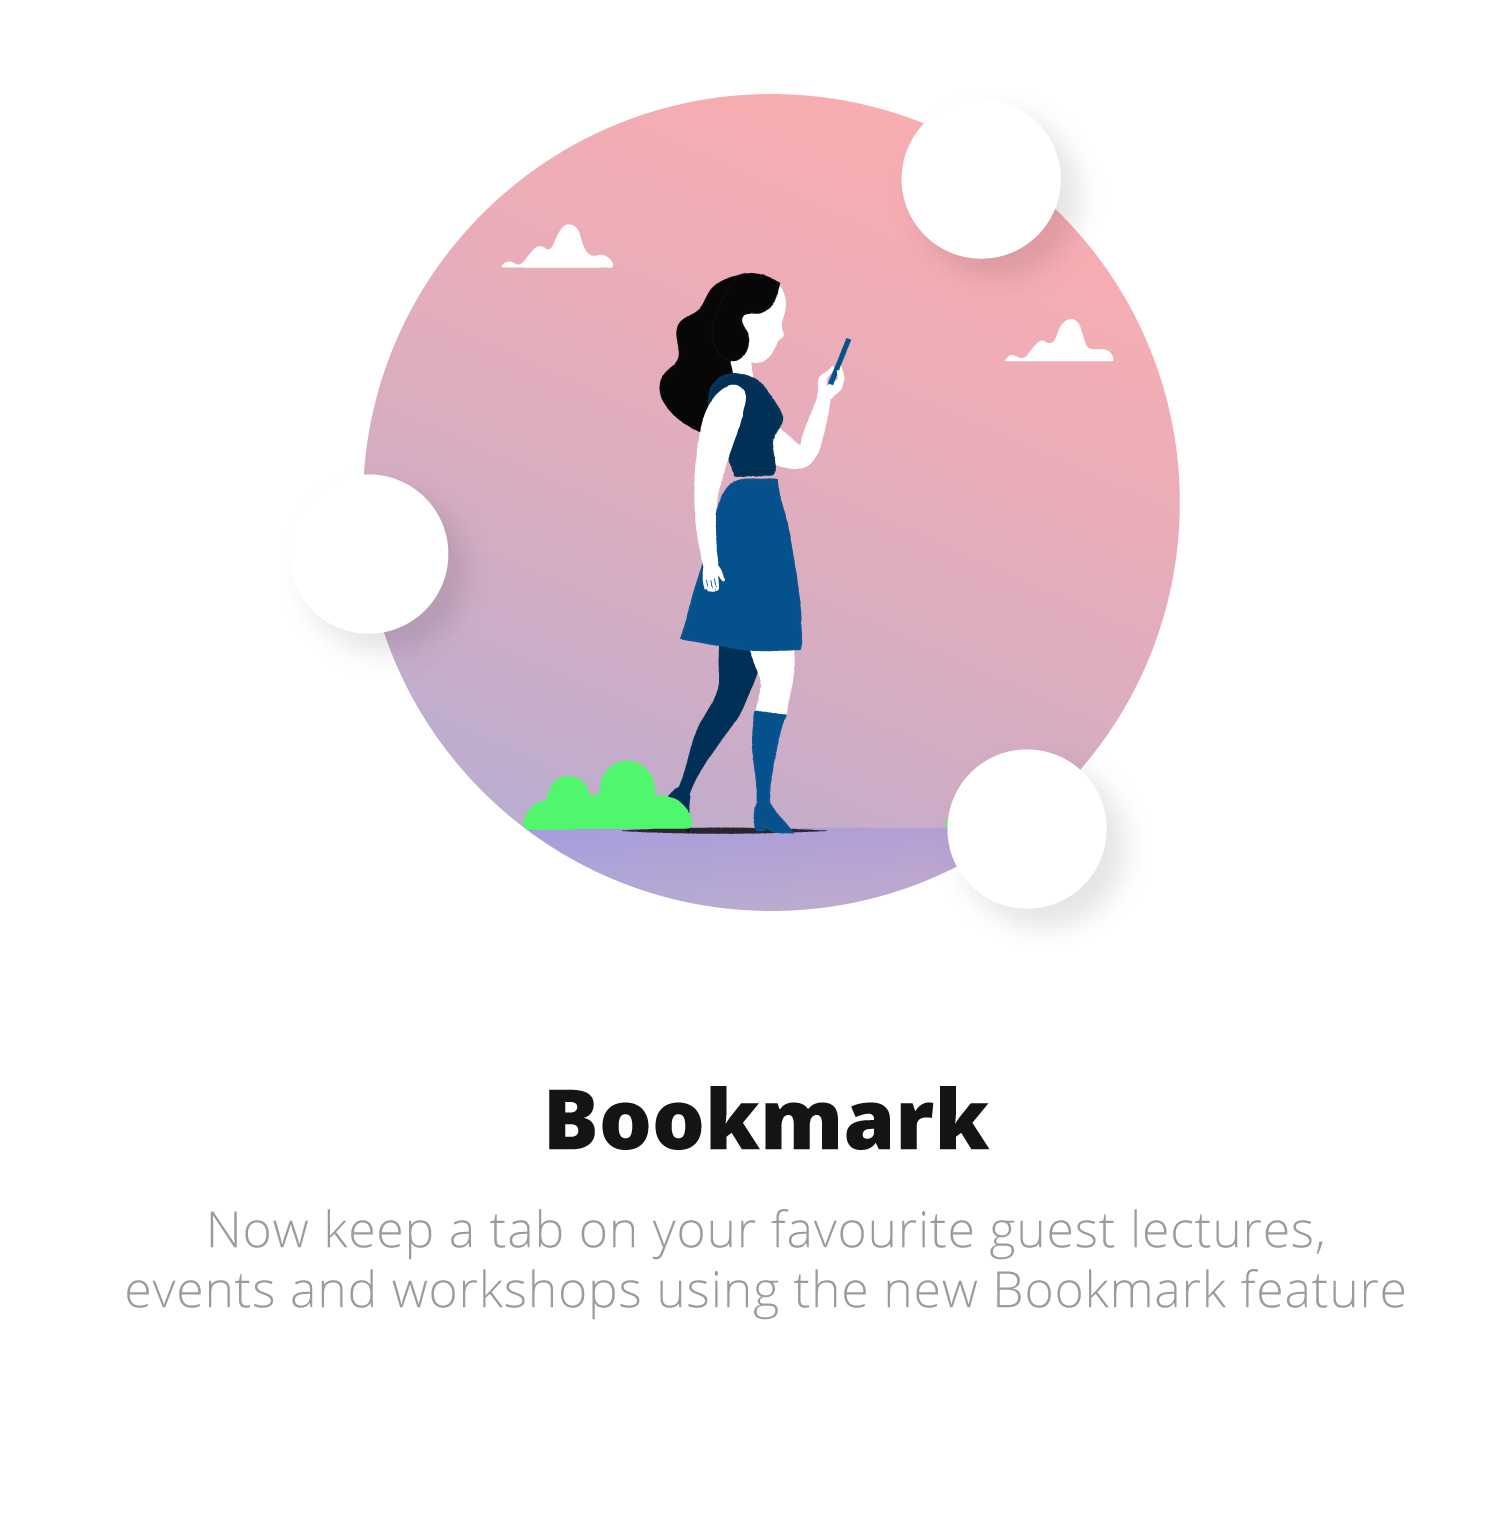 Bookmark
Now keep a tab on your favourite guest lectures,
events and workshops using the new Bookmark feature